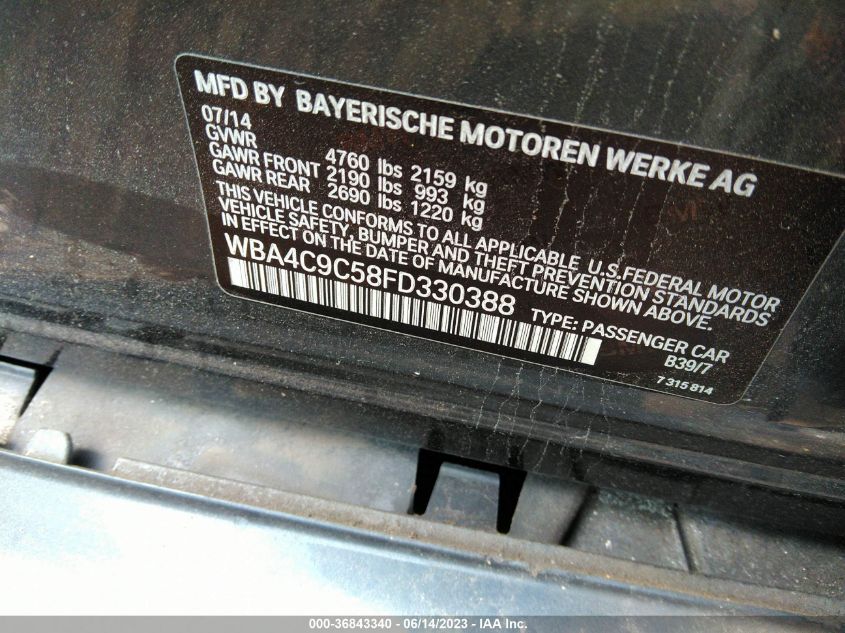 MFD BY BAYERISCHE MOTOREN WERKE AG
07/14
GVWR 4760 lbs 2159 kg
GAWR FRONT 2190 lbs 993 kg
GAWR REAR 2690 lbs 1220 kg
THIS VEHICLE CONFORMS TO ALL APPLICABLE U.S.FEDERAL MOTOR
VEHICLE SAFETY, BUMPER AND THEFT PREVENTION STANDARDS
IN EFFECT ON THE DATE OF MANUFACTURE SHOWN ABOVE.
WBA4C9C58FD330388 TYPE: PASSENGER CAR
B39/7
7 315 814
000-36843340 - 06/14/2023 - IAA Inc.